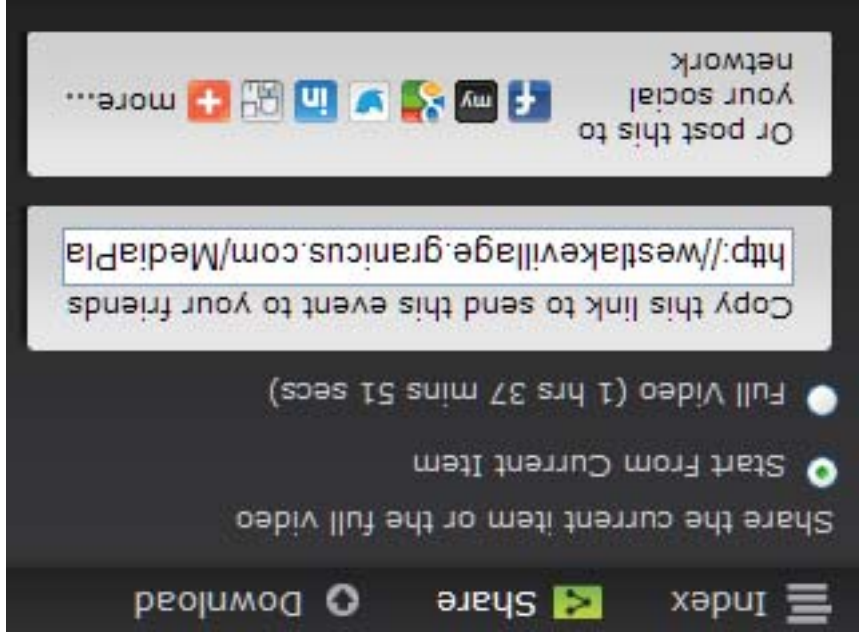 Index Share Download
Share the current item or the full video
Start From Current Item
Full Video (1 hrs 37 mins 51 secs)
Copy this link to send this event to your friends
http://westlakevillage.granicus.com/MediaPla
Or post this to
your social
network
f my in more...